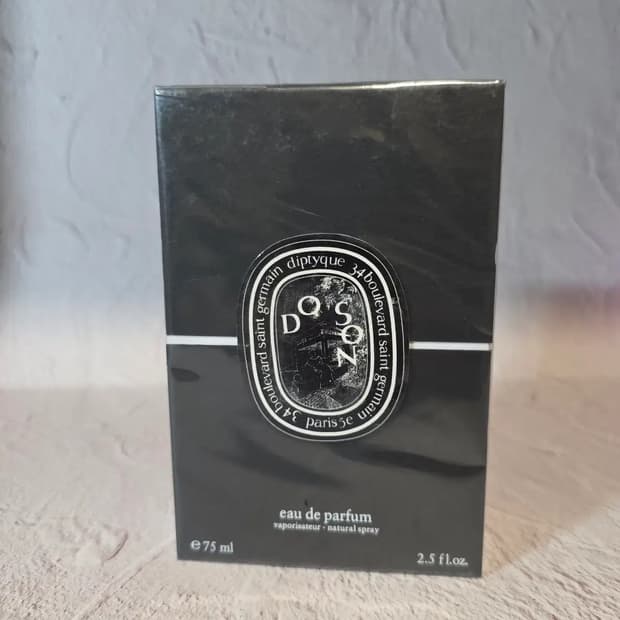 34 boulevard saint germain diptyque 34 boulevard saint germain paris 5e
DO SON
eau de parfum
vaporisateur - natural spray
e 75 ml
2.5 fl.oz.